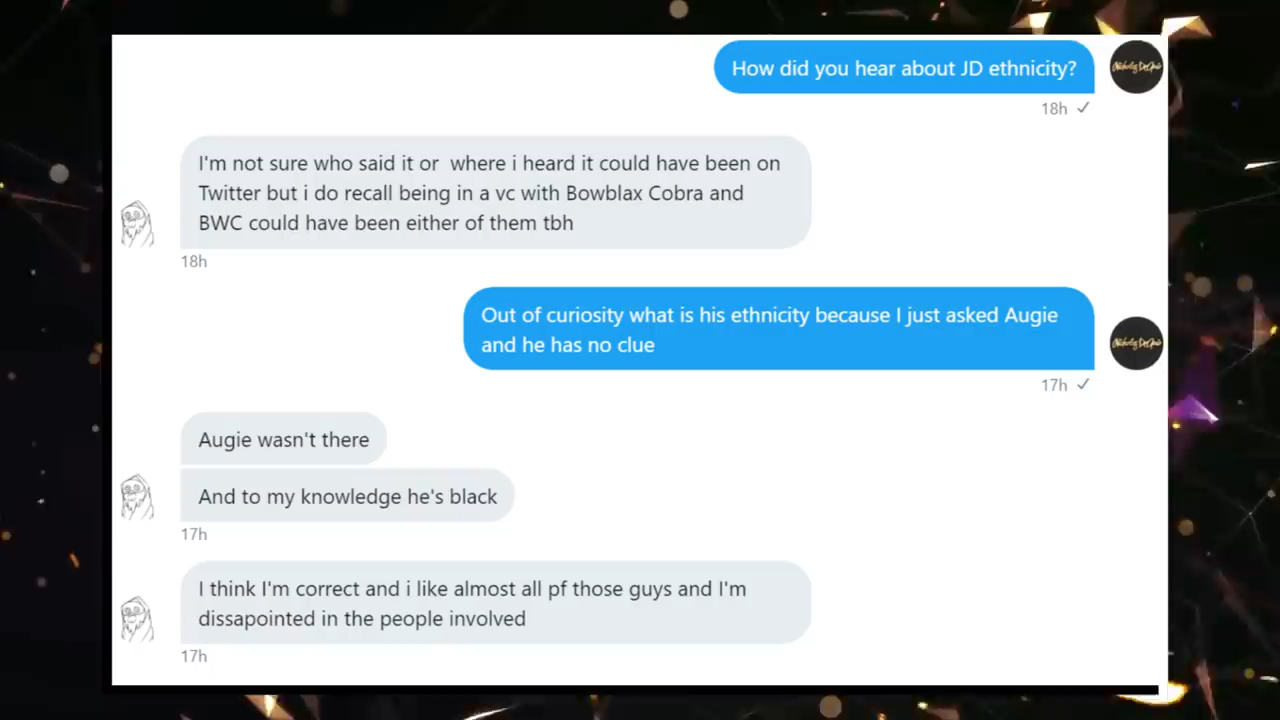 How did you hear about JD ethnicity?
18h ✓
I'm not sure who said it or  where i heard it could have been on
Twitter but i do recall being in a vc with Bowblax Cobra and
BWC could have been either of them tbh
18h
Out of curiosity what is his ethnicity because I just asked Augie
and he has no clue
17h ✓
Augie wasn't there
And to my knowledge he's black
17h
I think I'm correct and i like almost all pf those guys and I'm
dissapointed in the people involved
17h